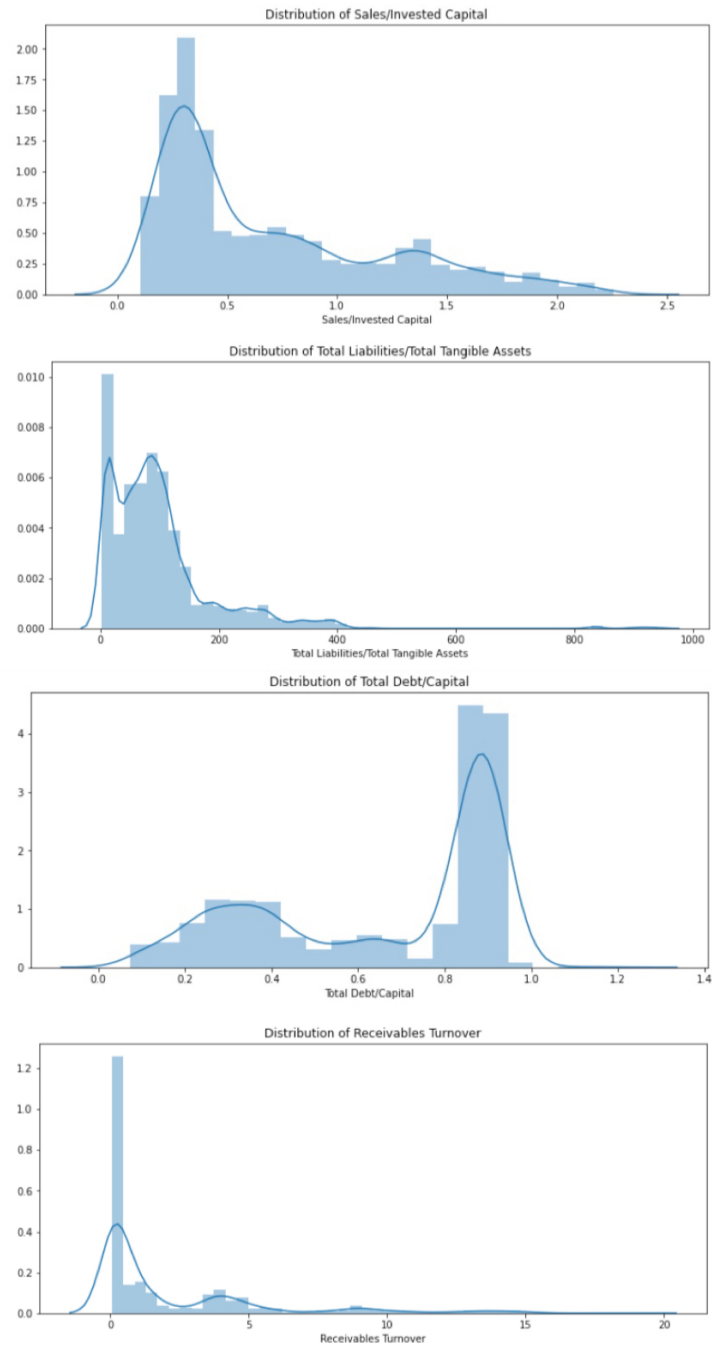 Distribution of Sales/Invested Capital
2.00
1.75
1.50
1.25
1.00
0.75
0.50
0.25
0.00
0.0 0.5 1.0 1.5 2.0 2.5
Sales/Invested Capital
Distribution of Total Liabilities/Total Tangible Assets
0.010
0.008
0.006
0.004
0.002
0.000
0 200 400 600 800 1000
Total Liabilities/Total Tangible Assets
Distribution of Total Debt/Capital
4
3
2
1
0
0.0 0.2 0.4 0.6 0.8 1.0 1.2 1.4
Total Debt/Capital
Distribution of Receivables Turnover
1.2
1.0
0.8
0.6
0.4
0.2
0.0
0 5 10 15 20
Receivables Turnover